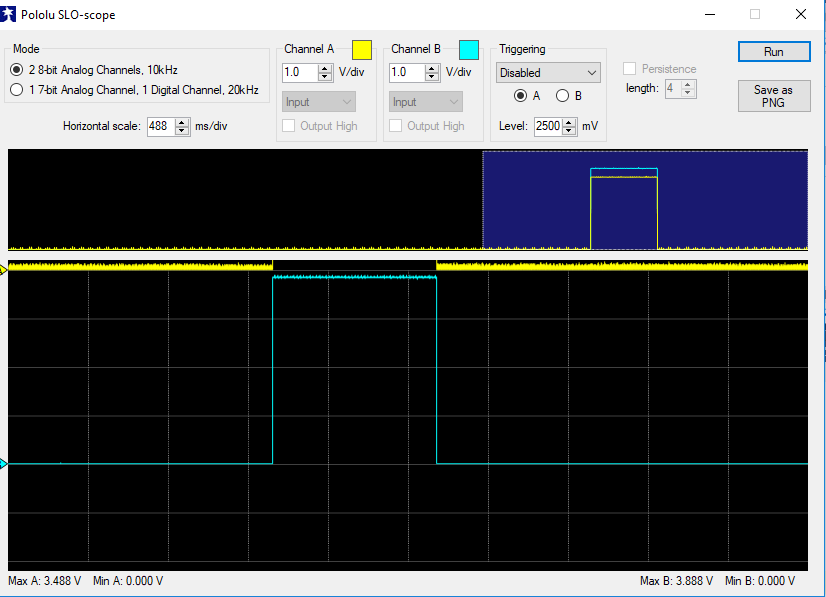 Pololu SLO-scope
Mode
2 8-bit Analog Channels, 10kHz
1 7-bit Analog Channel, 1 Digital Channel, 20kHz
Horizontal scale: 488 ms/div
Channel A
1.0 V/div
Input
Output High
Channel B
1.0 V/div
Input
Output High
Triggering
Disabled
A B
Level: 2500 mV
Persistence
length: 4
Run
Save as
PNG
Max A: 3.488 V Min A: 0.000 V
Max B: 3.888 V Min B: 0.000 V